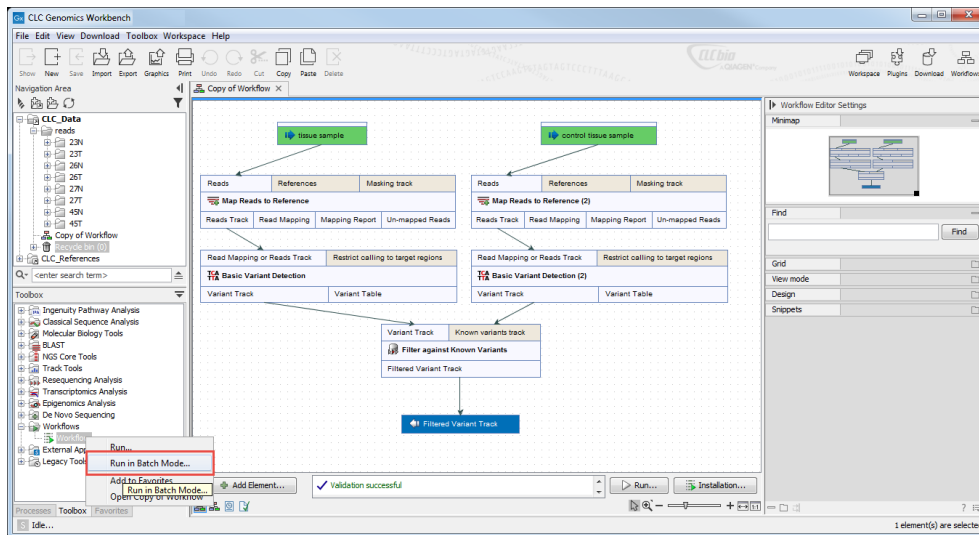 CLC Genomics Workbench
File Edit View Download Toolbox Workspace Help
Show New Save Import Export Graphics Print Undo Redo Cut Copy Paste Delete
CLCbio
Workspace Plugins Download Workflows
Navigation Area
Copy of Workflow
CLC_Data
reads
23N
23T
26N
26T
27N
27T
45N
45T
Copy of Workflow
Recycle bin (0)
CLC_References
<enter search term>
Toolbox
Ingenuity Pathway Analysis
Classical Sequence Analysis
Molecular Biology Tools
BLAST
NGS Core Tools
Track Tools
Resequencing Analysis
Transcriptomics Analysis
Epigenomics Analysis
De Novo Sequencing
Workflows
Workflo
External App
Legacy Tools
Run...
Run in Batch Mode...
Add to Favorites
Run in Batch Mode...
Open Copy of Workflow
Processes Toolbox Favorites
Idle...
tissue sample
control tissue sample
Reads References Masking track
Map Reads to Reference
Reads Track Read Mapping Mapping Report Un-mapped Reads
Reads References Masking track
Map Reads to Reference (2)
Reads Track Read Mapping Mapping Report Un-mapped Reads
Read Mapping or Reads Track Restrict calling to target regions
Basic Variant Detection
Variant Track Variant Table
Read Mapping or Reads Track Restrict calling to target regions
Basic Variant Detection (2)
Variant Track Variant Table
Variant Track Known variants track
Filter against Known Variants
Filtered Variant Track
Filtered Variant Track
Add Element...
Validation successful
Run...
Installation...
Workflow Editor Settings
Minimap
Find
Find
Grid
View mode
Design
Snippets
1 element(s) are selected